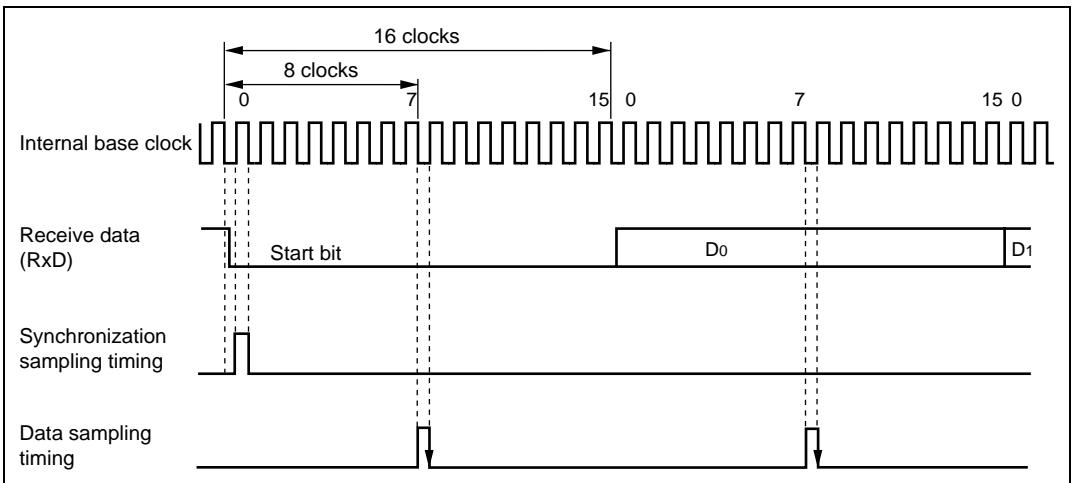 16 clocks
8 clocks
0 7 15 0 7 15 0
Internal base clock
Receive data
(RxD)
Start bit D0 D1
Synchronization
sampling timing
Data sampling
timing